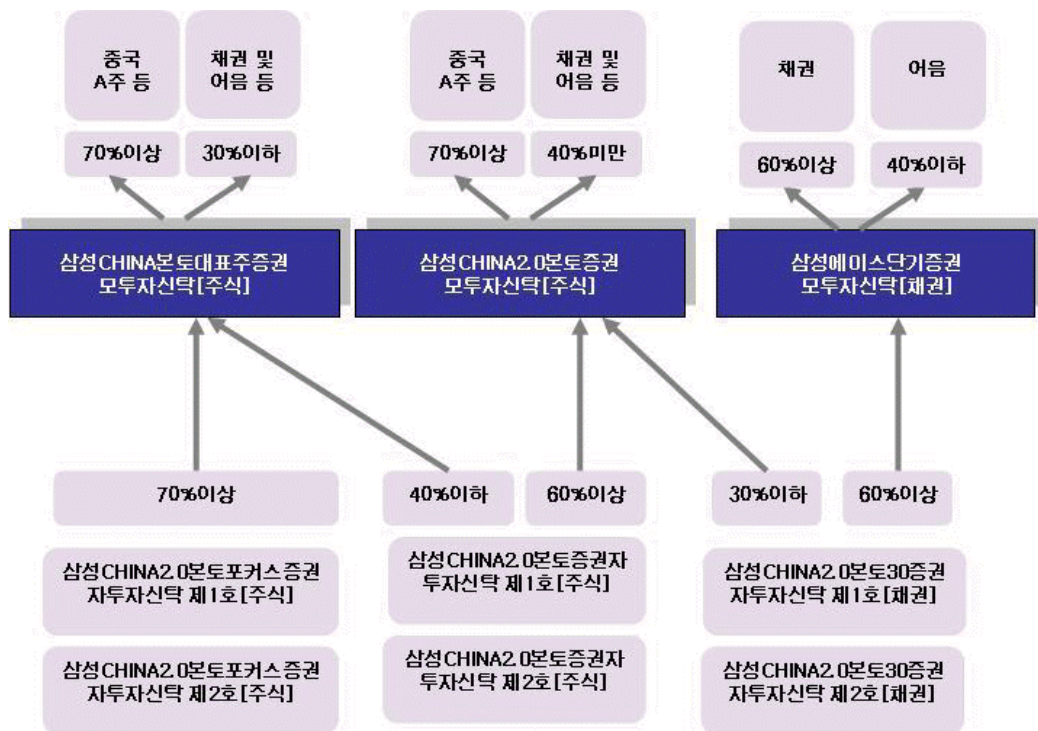 중국
A주 등
채권 및
어음 등
중국
A주 등
채권 및
어음 등
채권
어음
70%이상
30%이하
70%이상
40%미만
60%이상
40%이하
삼성CHINA본토대표주증권
모투자신탁[주식]
삼성CHINA2.0본토증권
모투자신탁[주식]
삼성에이스단기증권
모투자신탁[채권]
70%이상
40%이하
60%이상
30%이하
60%이상
삼성CHINA2.0본토포커스증권
자투자신탁 제1호[주식]
삼성CHINA2.0본토증권자
투자신탁 제1호[주식]
삼성CHINA2.0본토30증권
자투자신탁 제1호[채권]
삼성CHINA2.0본토포커스증권
자투자신탁 제2호[주식]
삼성CHINA2.0본토증권자
투자신탁 제2호[주식]
삼성CHINA2.0본토30증권
자투자신탁 제2호[채권]